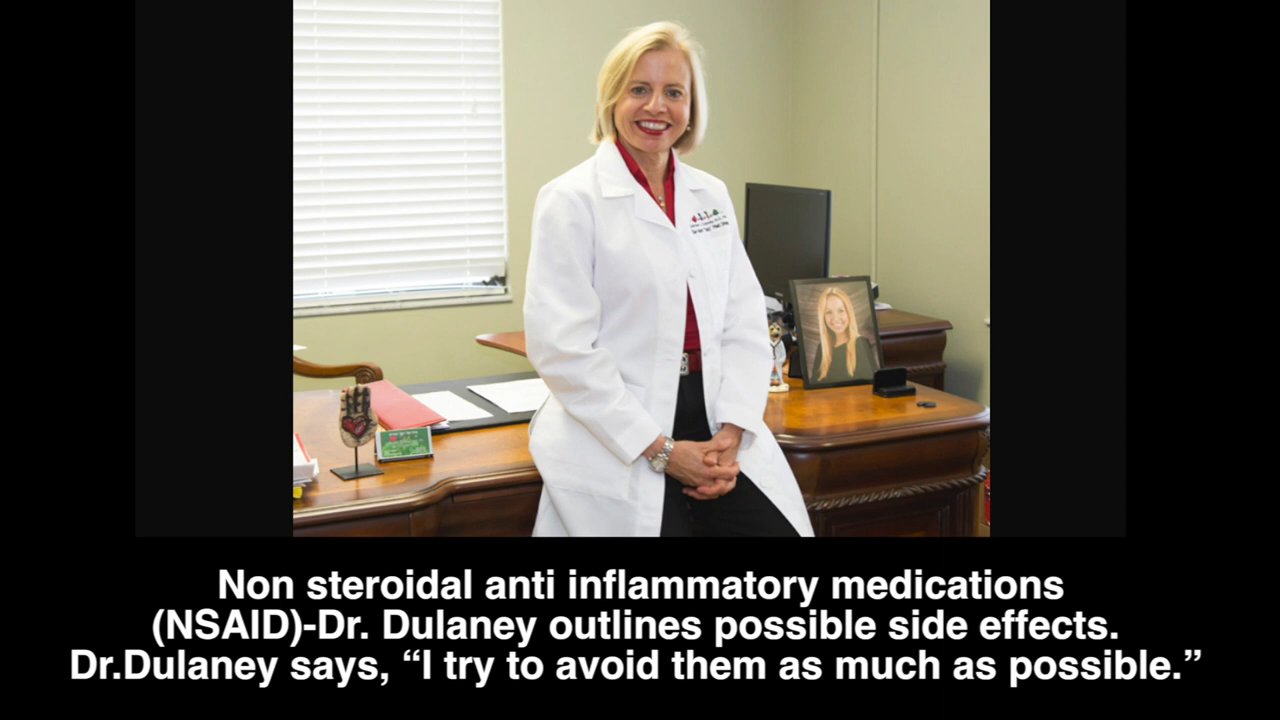 Non steroidal anti inflammatory medications
(NSAID)-Dr. Dulaney outlines possible side effects.
Dr.Dulaney says, “I try to avoid them as much as possible.”